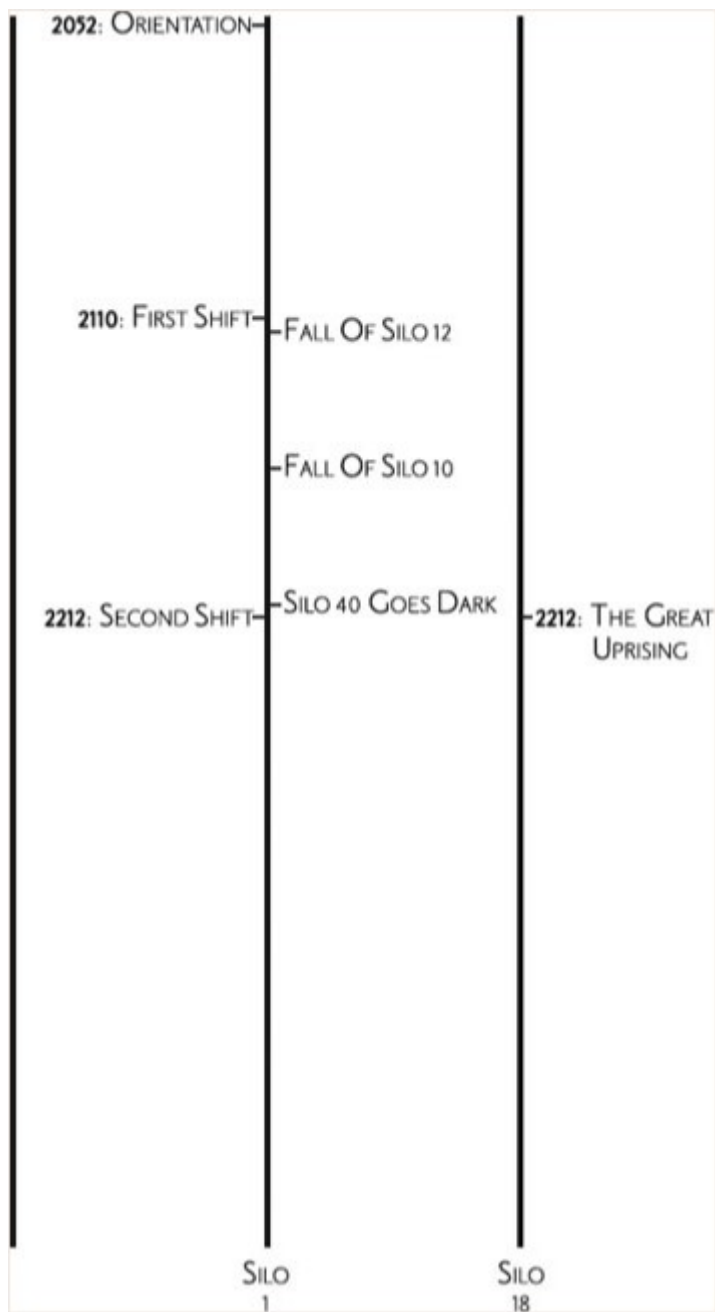 2052: ORIENTATION
2110: FIRST SHIFT
FALL OF SILO 12
FALL OF SILO 10
SILO 40 GOES DARK
2212: SECOND SHIFT
2212: THE GREAT
UPRISING
SILO
1
SILO
18